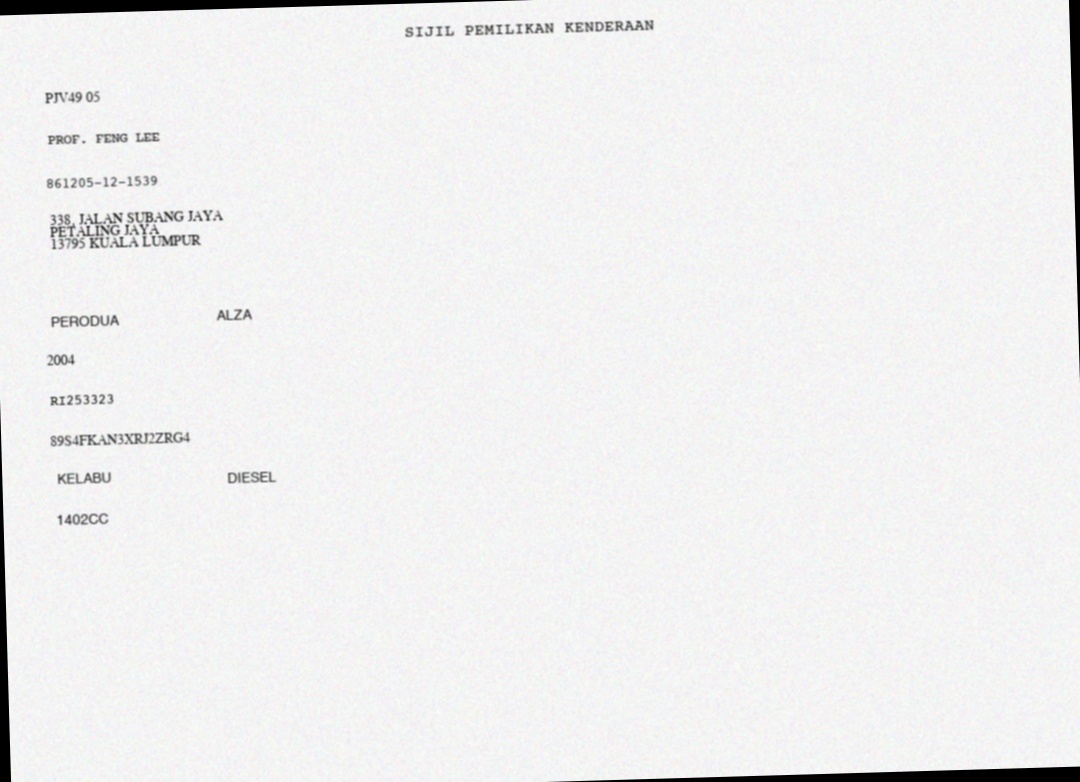 SIJIL PEMILIKAN KENDERAAN
PJV49 05
PROF. FENG LEE
861205-12-1539
338, JALAN SUBANG JAYA
PETALING JAYA
13795 KUALA LUMPUR
PERODUA ALZA
2004
RI253323
89S4FKAN3XRJ2ZRG4
KELABU DIESEL
1402CC